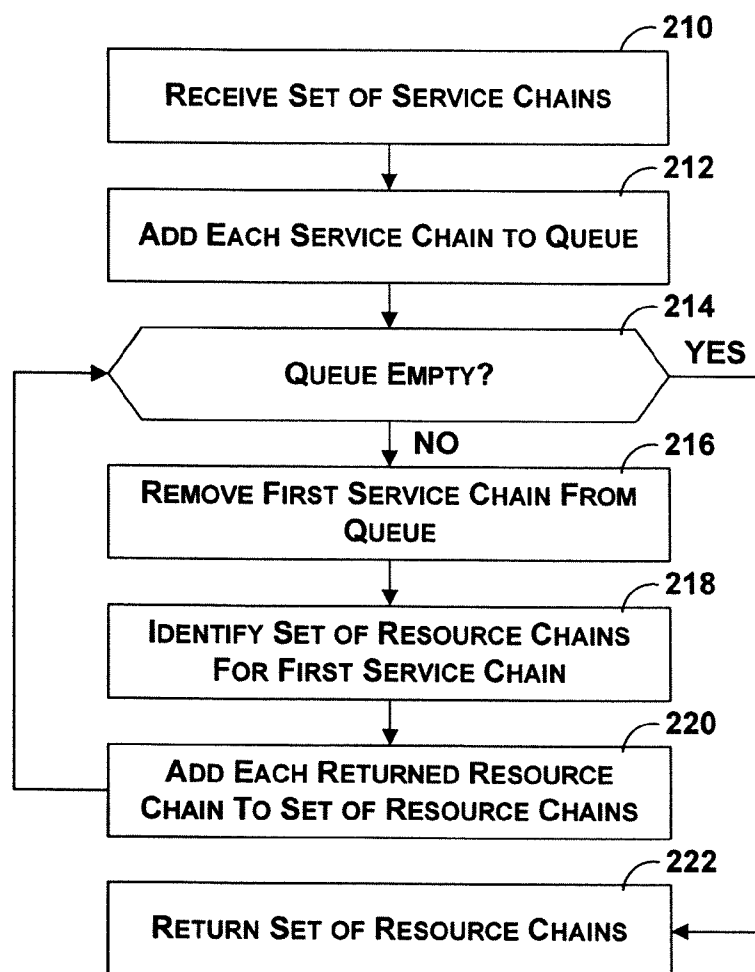 210
RECEIVE SET OF SERVICE CHAINS
212
ADD EACH SERVICE CHAIN TO QUEUE
214
QUEUE EMPTY?
YES
NO
216
REMOVE FIRST SERVICE CHAIN FROM
QUEUE
218
IDENTIFY SET OF RESOURCE CHAINS
FOR FIRST SERVICE CHAIN
220
ADD EACH RETURNED RESOURCE
CHAIN TO SET OF RESOURCE CHAINS
222
RETURN SET OF RESOURCE CHAINS